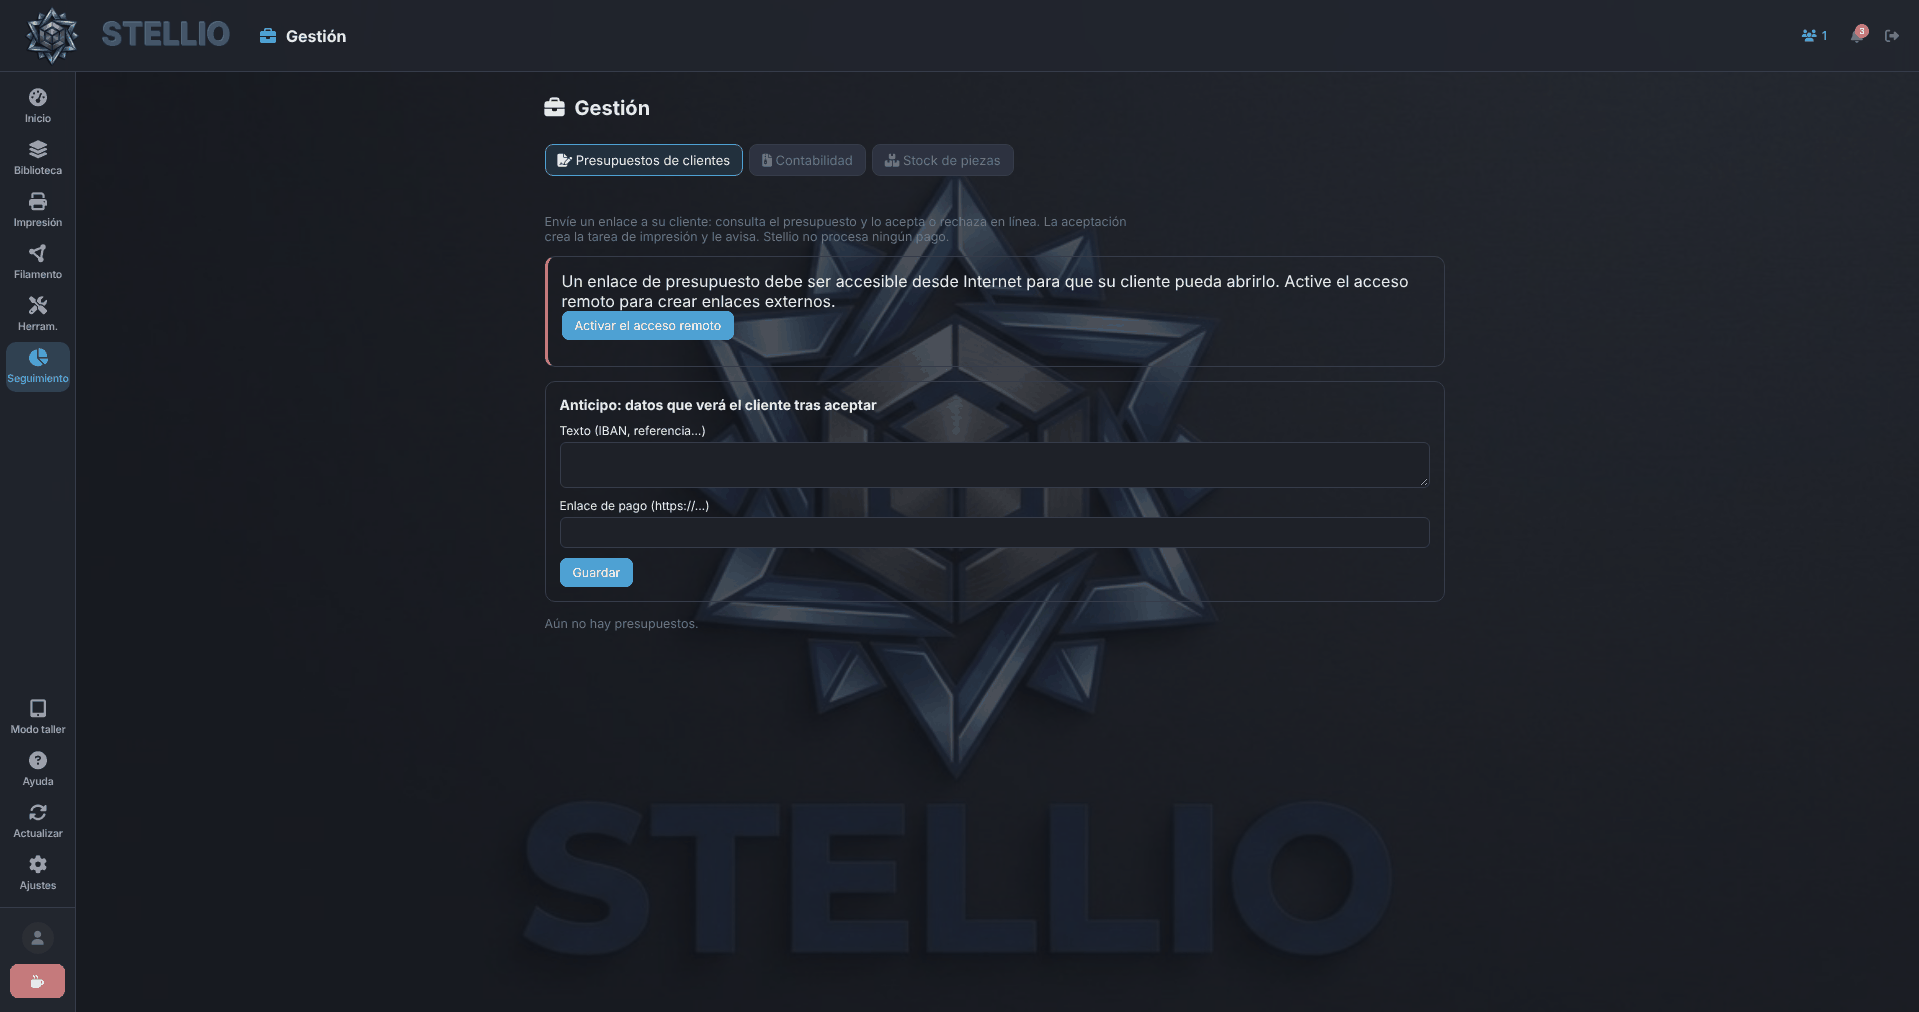 STELLIO
Gestión
1
3
Inicio
Biblioteca
Impresión
Filamento
Herram.
Seguimiento
Gestión
Presupuestos de clientes
Contabilidad
Stock de piezas
Envíe un enlace a su cliente: consulta el presupuesto y lo acepta o rechaza en línea. La aceptación
crea la tarea de impresión y le avisa. Stellio no procesa ningún pago.
Un enlace de presupuesto debe ser accesible desde Internet para que su cliente pueda abrirlo. Active el acceso
remoto para crear enlaces externos.
Activar el acceso remoto
Anticipo: datos que verá el cliente tras aceptar
Texto (IBAN, referencia...)
Enlace de pago (https://...)
Guardar
Aún no hay presupuestos.
STELLIO
Modo taller
Ayuda
Actualizar
Ajustes